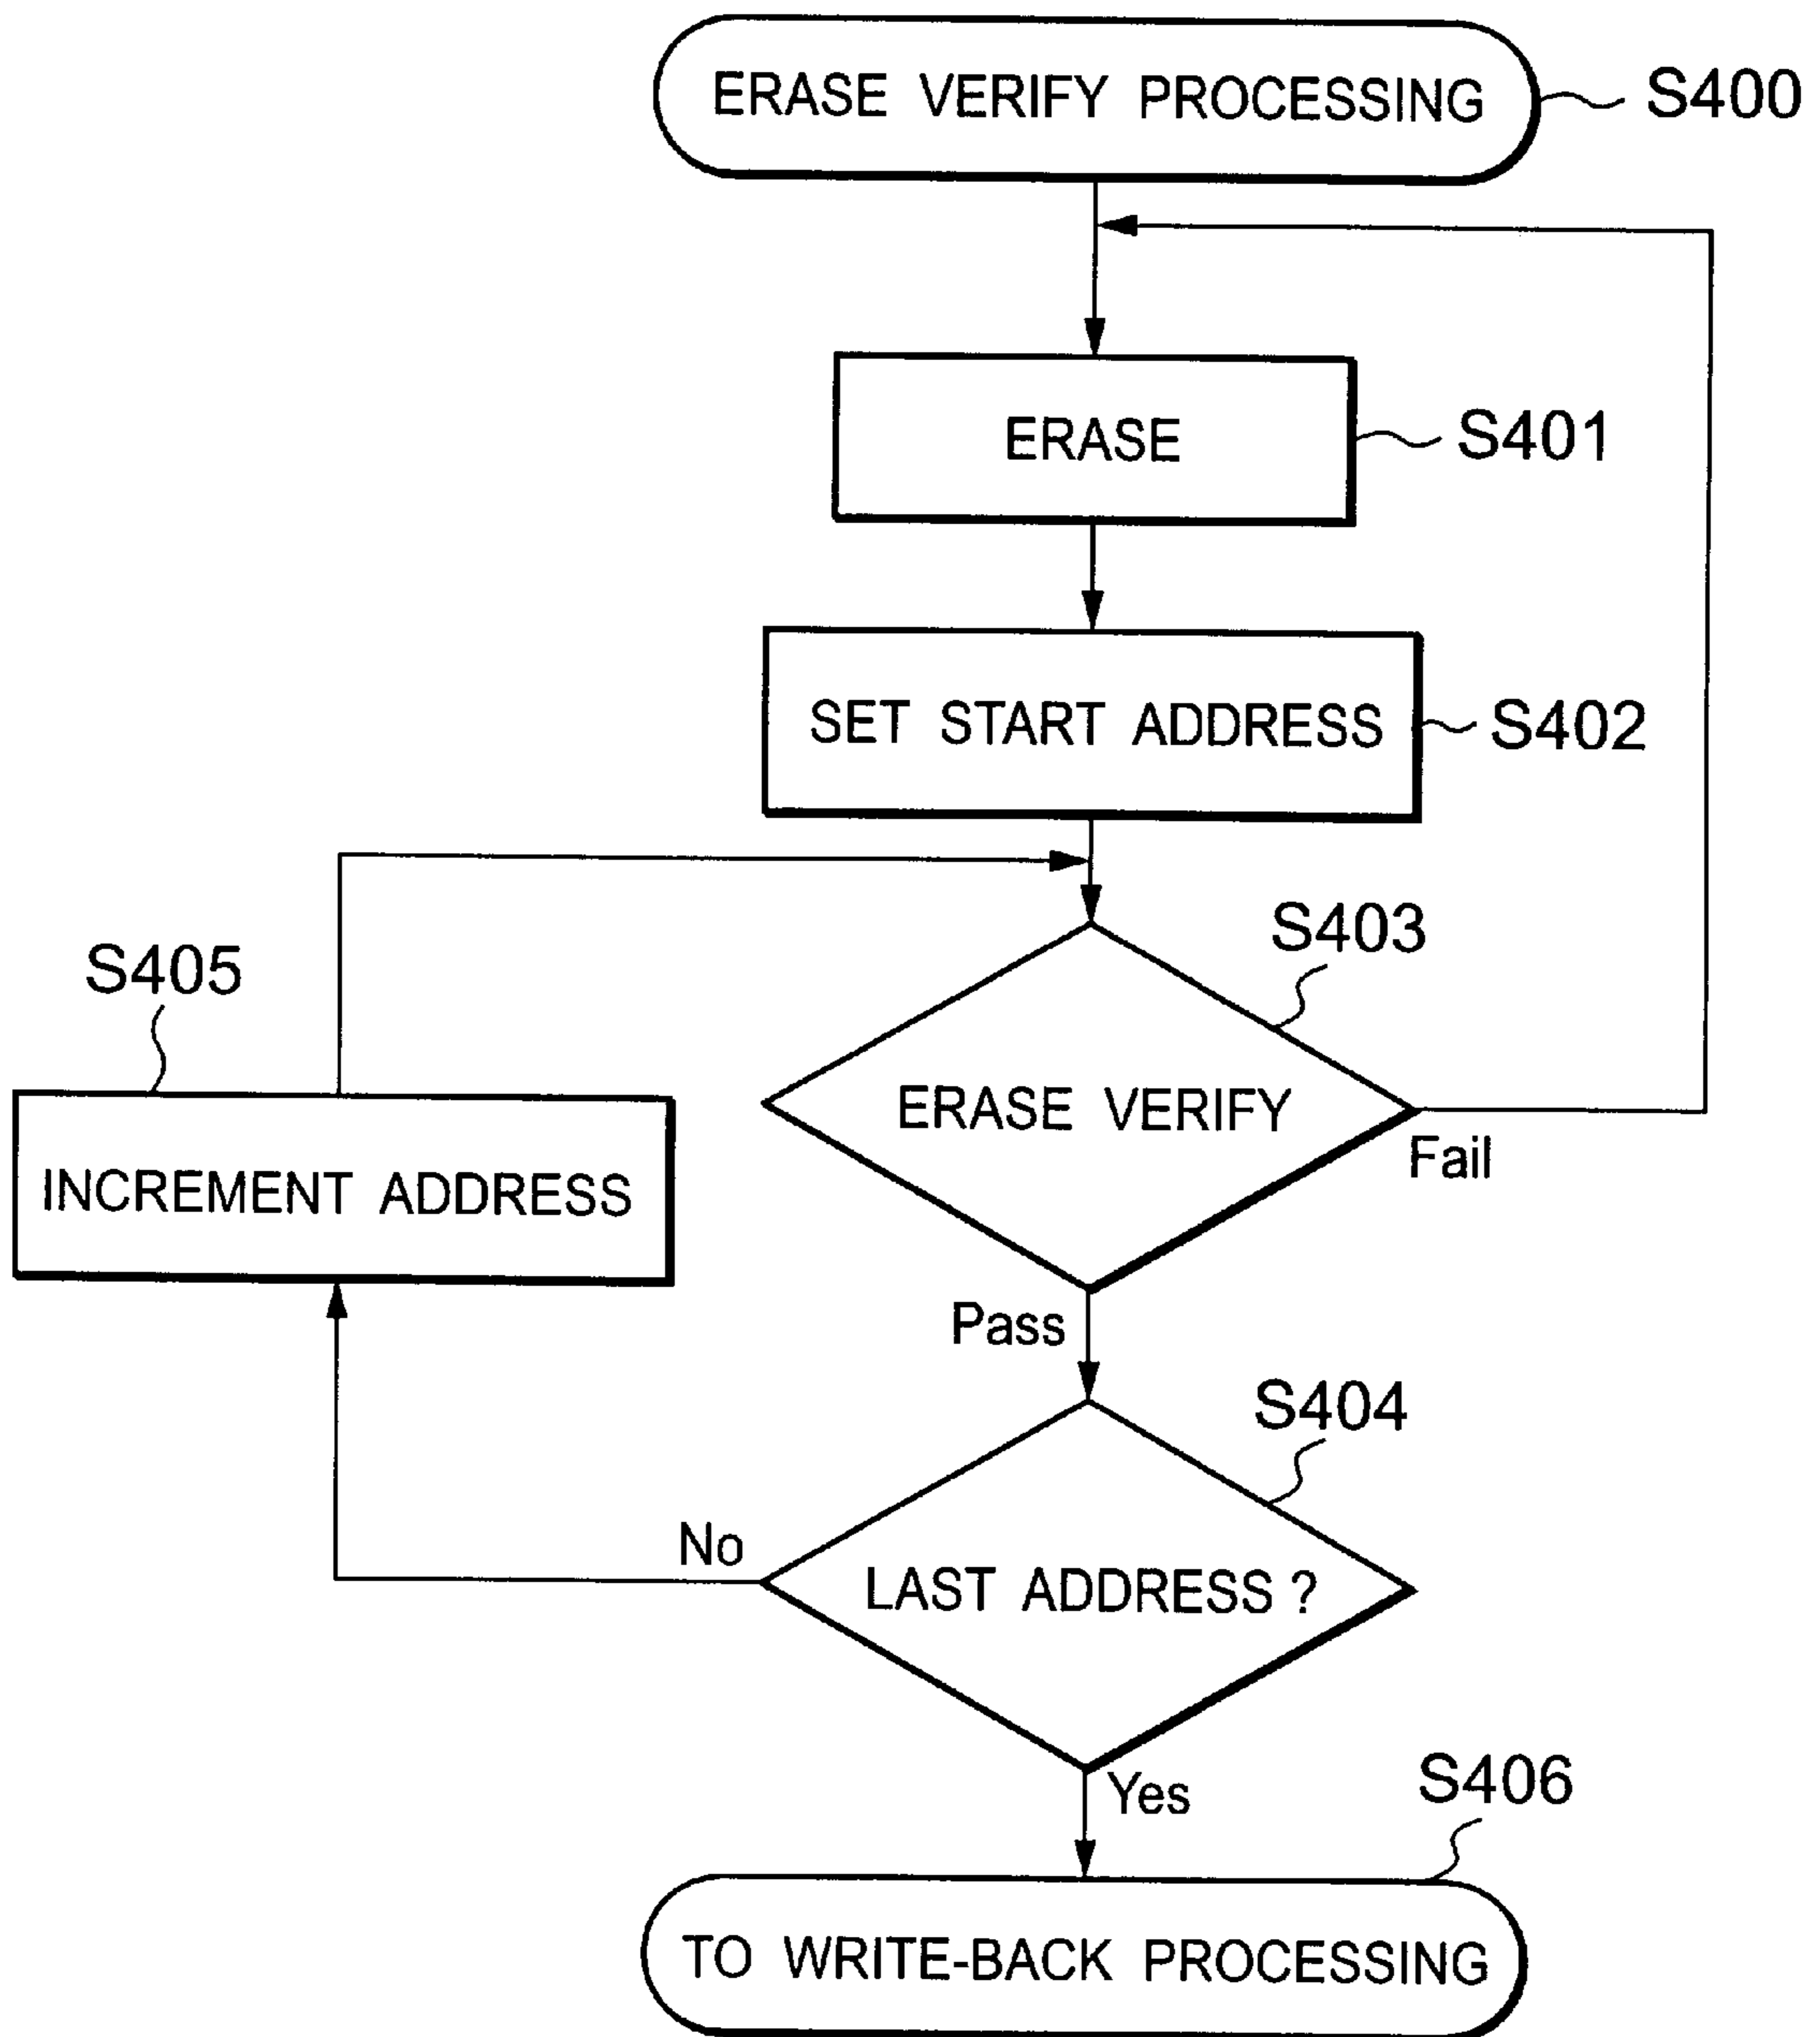 ERASE VERIFY PROCESSING
S400
ERASE
S401
SET START ADDRESS
S402
S403
S405
ERASE VERIFY
Fail
INCREMENT ADDRESS
Pass
S404
No
LAST ADDRESS ?
Yes
S406
TO WRITE-BACK PROCESSING